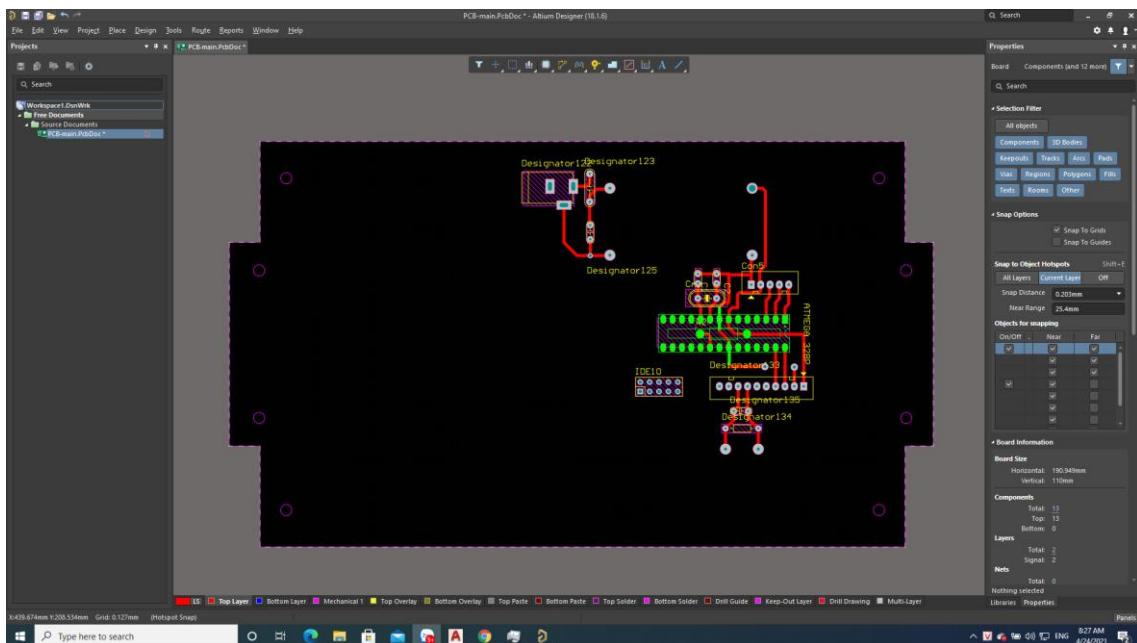 PCB-main.PcbDoc * - Altium Designer (18.1.6)
Search
File Edit View Project Place Design Tools Route Reports Window Help
Projects
PCB-main.PcbDoc *
Properties
Board Components (and 12 more)
Search
Search
Workspace1.DsnWrk
Free Documents
Source Documents
PCB-main.PcbDoc *
Selection Filter
All objects
Components 3D Bodies
Keepouts Tracks Arcs Pads
Vias Regions Polygons Fills
Texts Rooms Other
Snap Options
Snap To Grids
Snap To Guides
Snap to Object Hotspots Shift+E
All Layers Current Layer Off
Snap Distance 0.203mm
Near Range 25.4mm
Objects for snapping
On/Off Near Far
Board Information
Board Size
Horizontal: 190.949mm
Vertical: 110mm
Components
Total: 13
Top: 13
Bottom: 0
Layers
Total: 2
Signal: 2
Nets
Total: 0
Nothing selected
Libraries Properties
Panels
Designator123
Designator125
Con5
ATMEGA 328P
IDE10
Designator135
Designator134
LS Top Layer Bottom Layer Mechanical 1 Top Overlay Bottom Overlay Top Paste Bottom Paste Top Solder Bottom Solder Drill Guide Keep-Out Layer Drill Drawing Multi-Layer
X:439.674mm Y:208.534mm Grid: 0.127mm (Hotspot Snap)
Type here to search
ENG
8:27 AM
4/24/2021